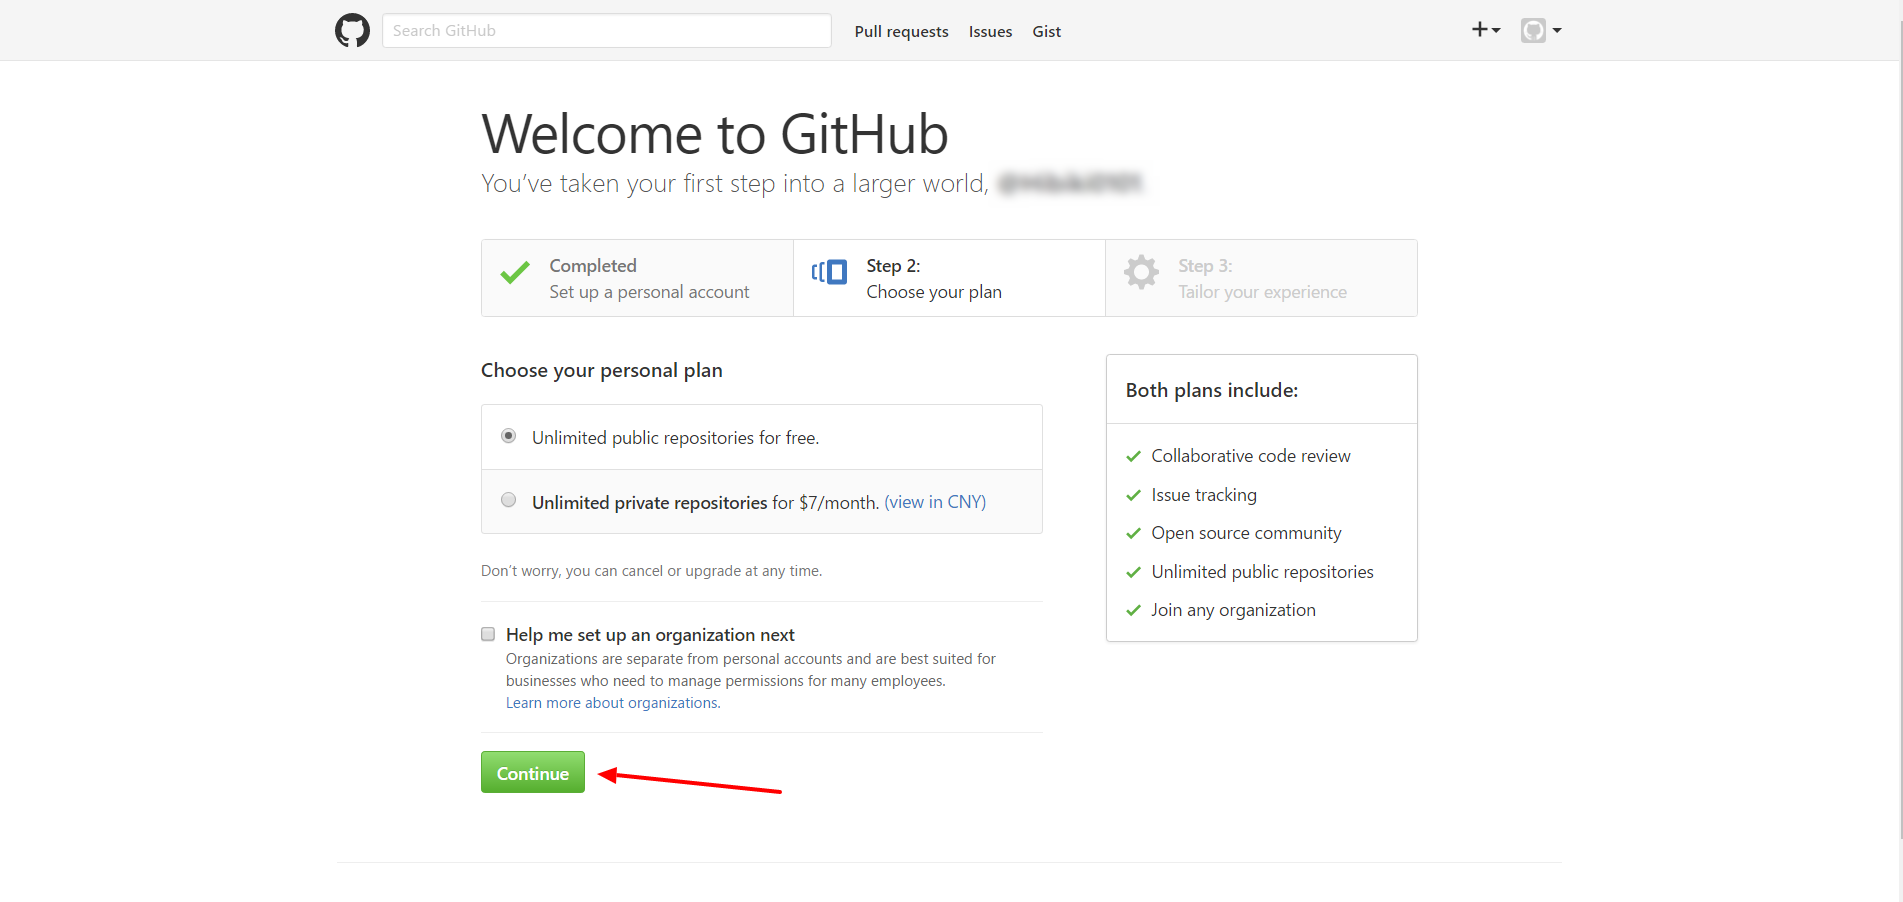 Search GitHub
Pull requests
Issues
Gist
Welcome to GitHub
You've taken your first step into a larger world,
Completed
Set up a personal account
Step 2:
Choose your plan
Step 3:
Tailor your experience
Choose your personal plan
Unlimited public repositories for free.
Unlimited private repositories for $7/month. (view in CNY)
Don't worry, you can cancel or upgrade at any time.
Help me set up an organization next
Organizations are separate from personal accounts and are best suited for
businesses who need to manage permissions for many employees.
Learn more about organizations.
Continue
Both plans include:
Collaborative code review
Issue tracking
Open source community
Unlimited public repositories
Join any organization